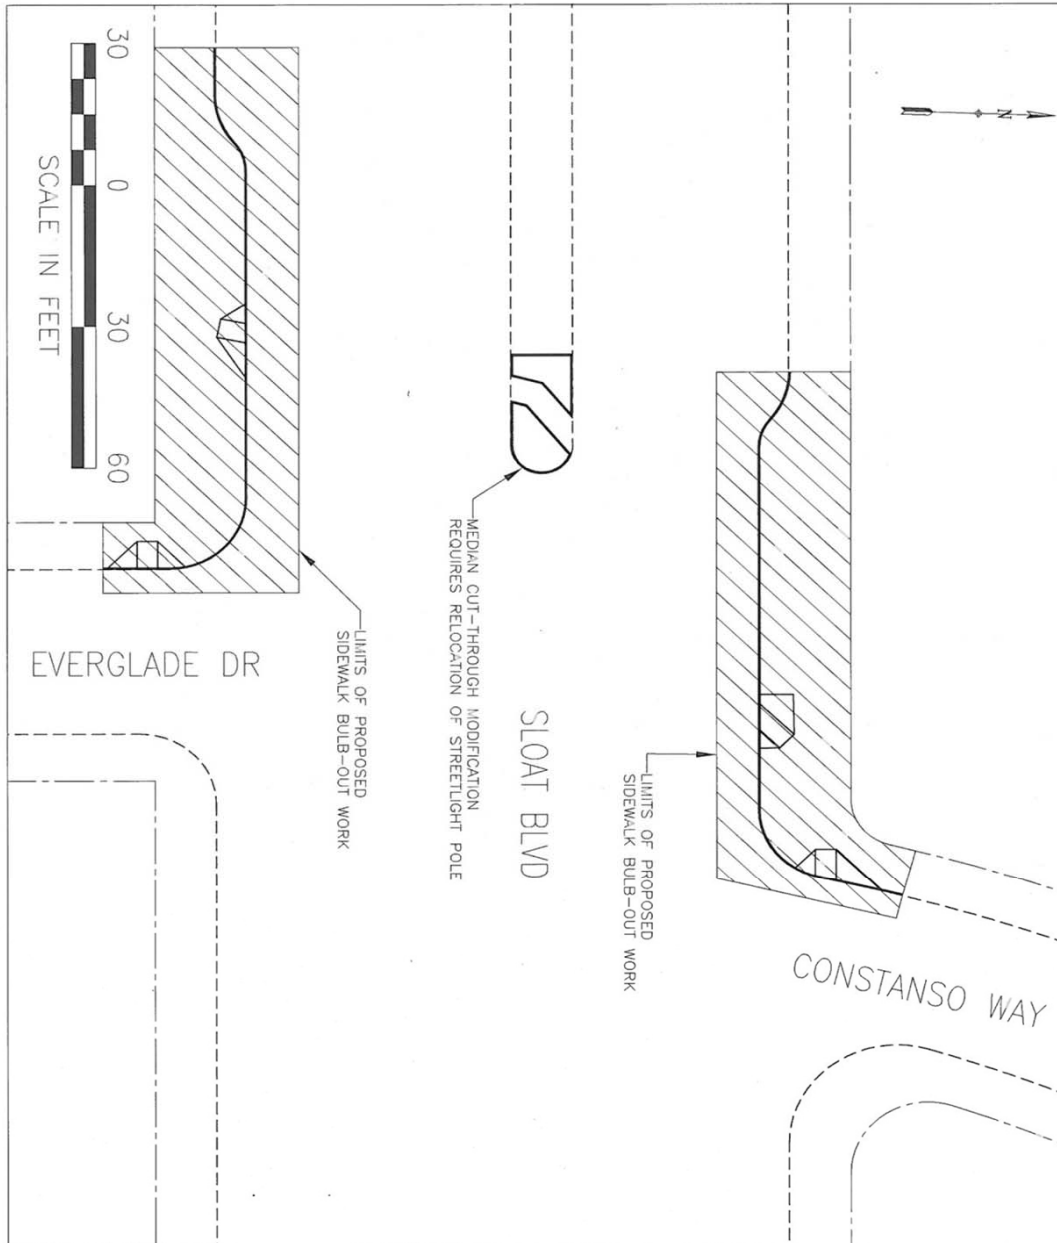 30
0
30
60
SCALE IN FEET
N
MEDIAN CUT-THROUGH MODIFICATION
REQUIRES RELOCATION OF STREETLIGHT POLE
LIMITS OF PROPOSED
SIDEWALK BULB-OUT WORK
EVERGLADE DR
SLOAT BLVD
LIMITS OF PROPOSED
SIDEWALK BULB-OUT WORK
CONSTANSO WAY